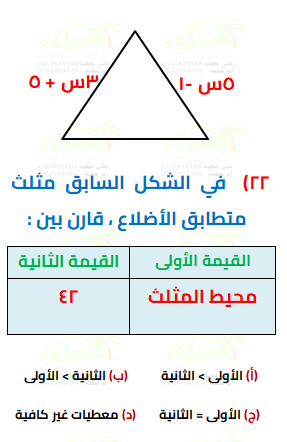 ٣س + ٥
٥س -١
٢٢) في الشكل السابق مثلث
متطابق الأضلاع ، قارن بين :
القيمة الأولى القيمة الثانية
محيط المثلث ٤٢
(أ) الأولى > الثانية (ب) الثانية > الأولى
(ج) الأولى = الثانية (د) معطيات غير كافية